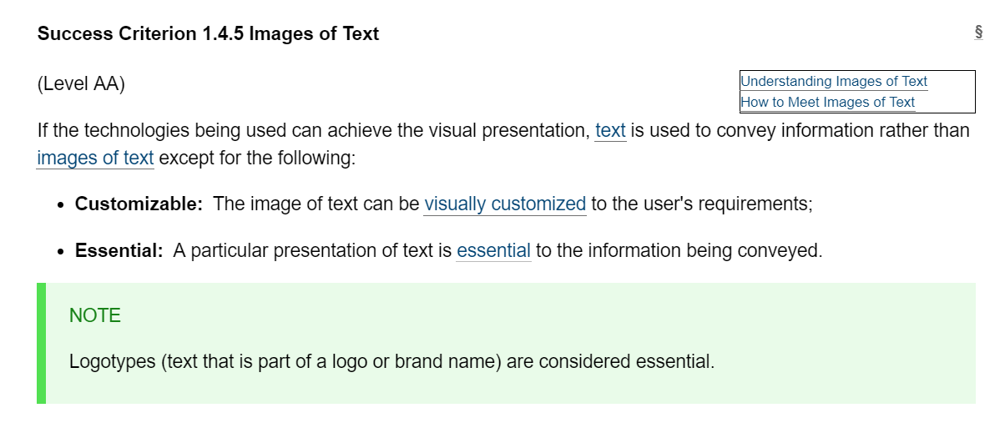 Success Criterion 1.4.5 Images of Text
§
(Level AA)
Understanding Images of Text
How to Meet Images of Text
If the technologies being used can achieve the visual presentation, text is used to convey information rather than
images of text except for the following:
• Customizable: The image of text can be visually customized to the user's requirements;
• Essential: A particular presentation of text is essential to the information being conveyed.
NOTE
Logotypes (text that is part of a logo or brand name) are considered essential.